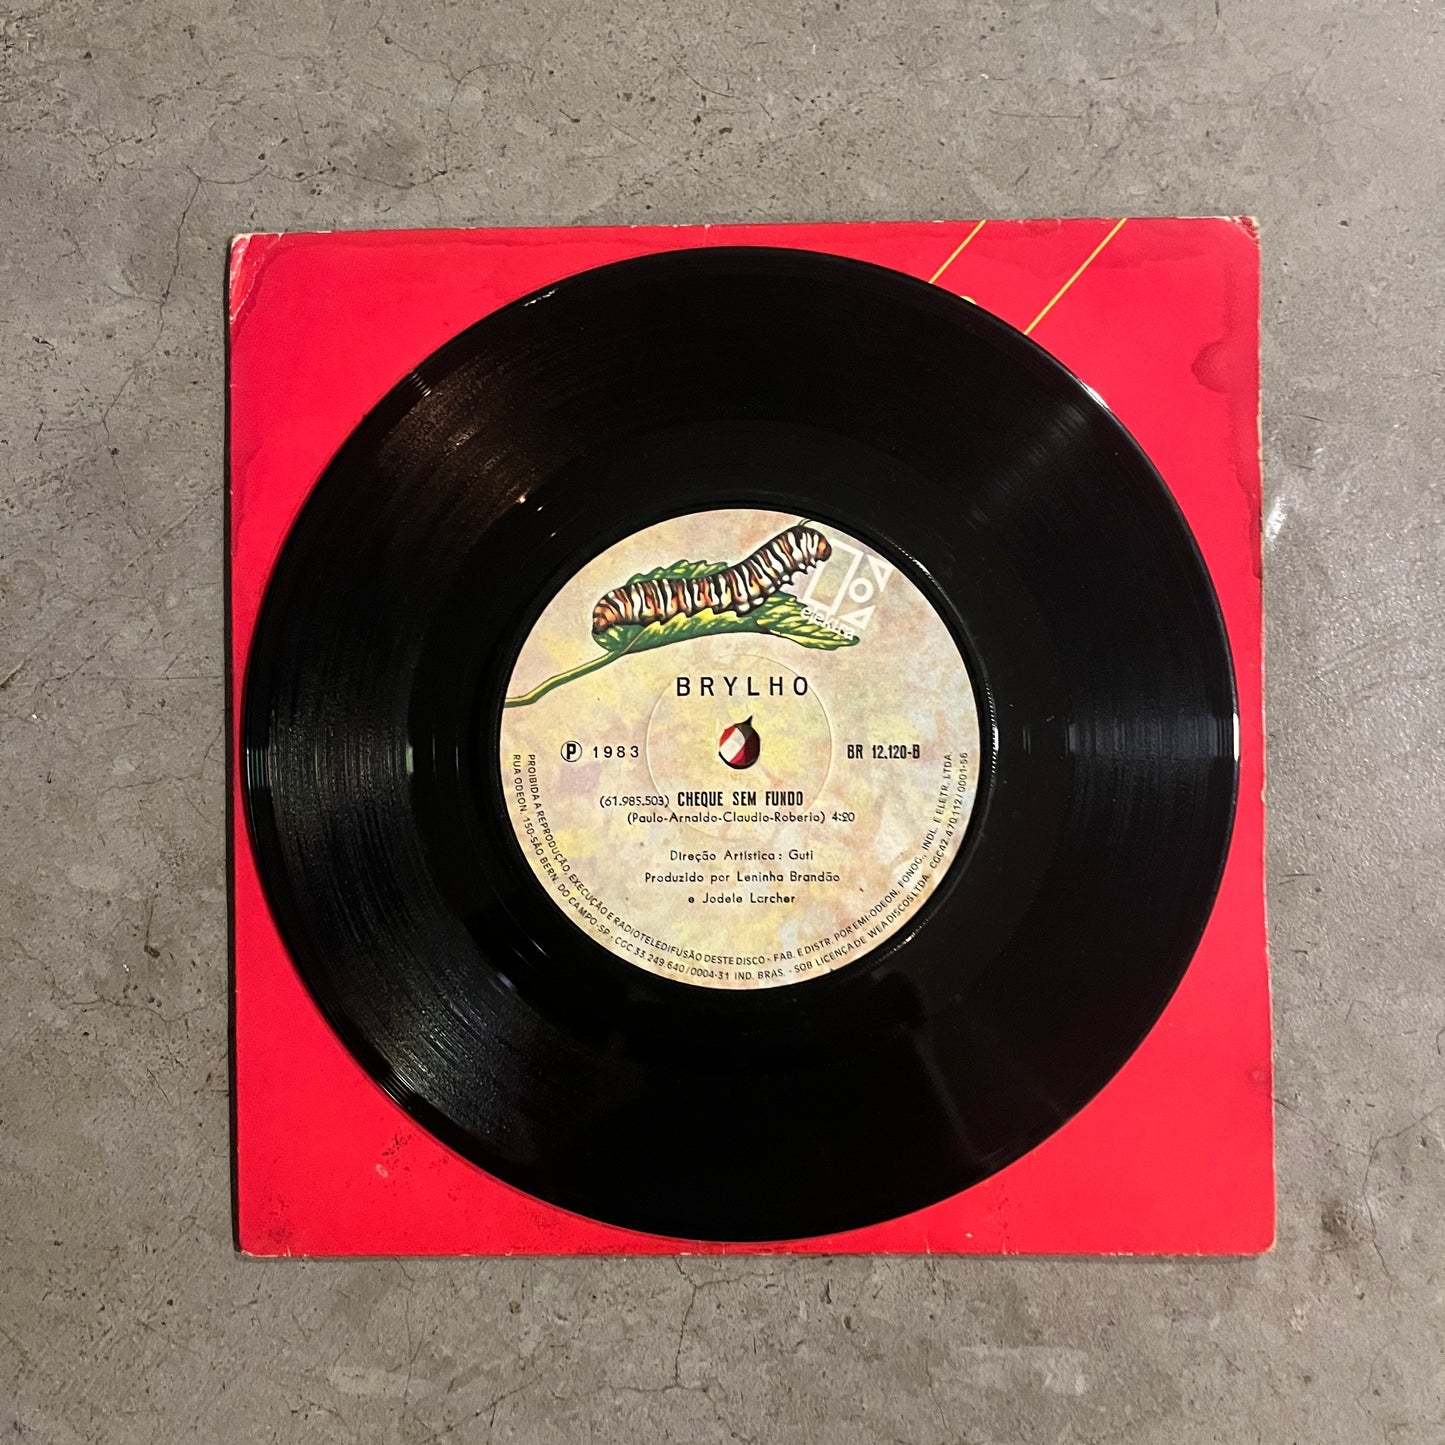 elektra
BRYLHO
Ⓟ 1983
BR 12.120-B
(61.985.503) CHEQUE SEM FUNDO
(Paulo-Arnaldo-Claudio-Roberio) 4:20
Direção Artística: Guti
Produzido por Leninha Brandão
e Jodele Larcher
PROIBIDA A REPRODUÇÃO, EXECUÇÃO E RADIOTELEDIFUSÃO DESTE DISCO - FAB. E DISTR. POR EMI-ODEON, FONOG., INDL. E ELETR. LTDA
RUA ODEON, 150-SÃO BERN. DO CAMPO-SP - CGC 33.249 640/0004-31 IND. BRAS. - SOB LICENÇA DE WEA DISCOS LTDA. CGC 42.470 112/0001-56